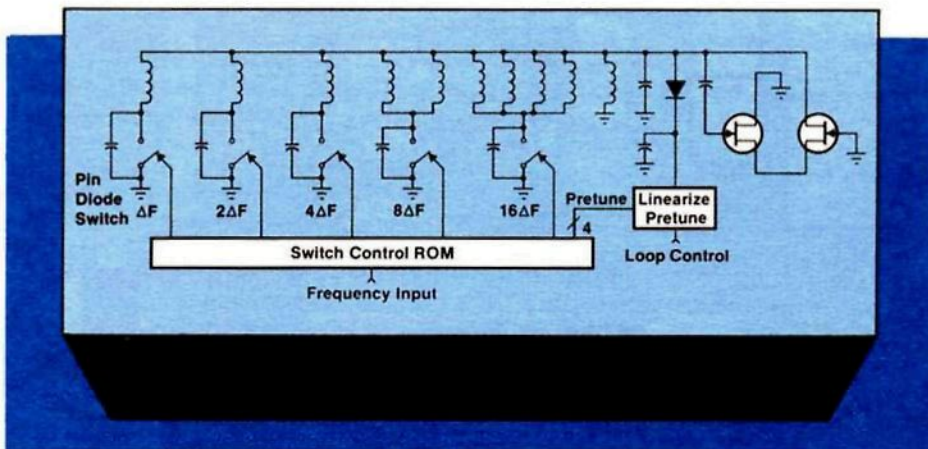 Pin
Diode
Switch
ΔF
2ΔF
4ΔF
8ΔF
16ΔF
Pretune
4
Linearize
Pretune
Switch Control ROM
Loop Control
Frequency Input